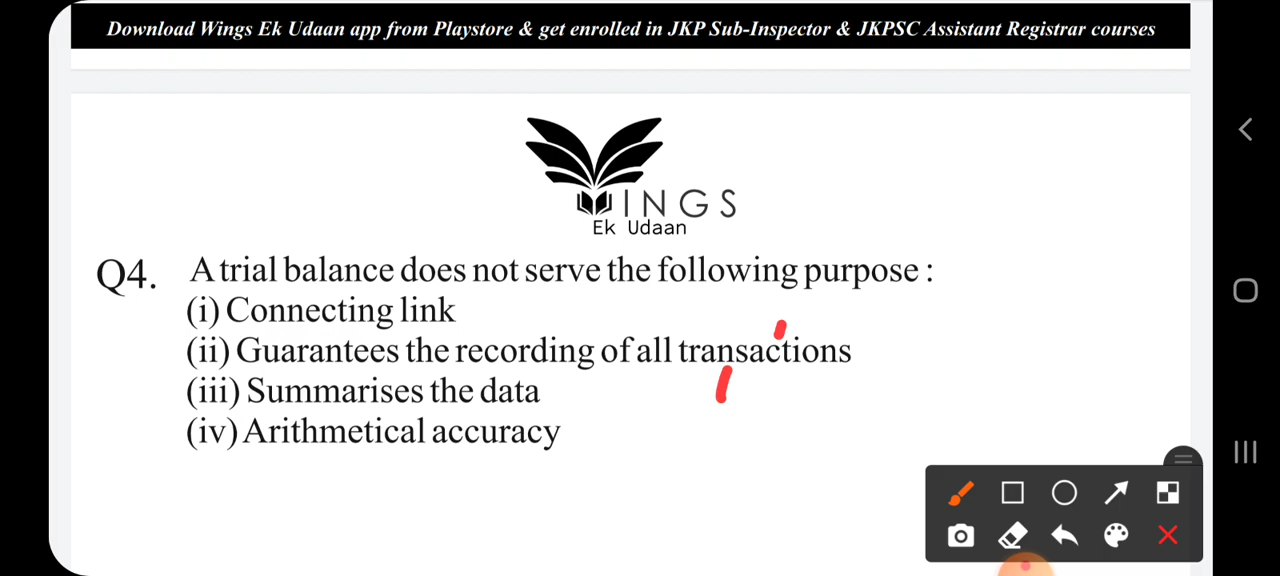 Download Wings Ek Udaan app from Playstore & get enrolled in JKP Sub-Inspector & JKPSC Assistant Registrar courses
WINGS
Ek Udaan
Q4. A trial balance does not serve the following purpose :
(i) Connecting link
(ii) Guarantees the recording of all transactions
(iii) Summarises the data
(iv) Arithmetical accuracy